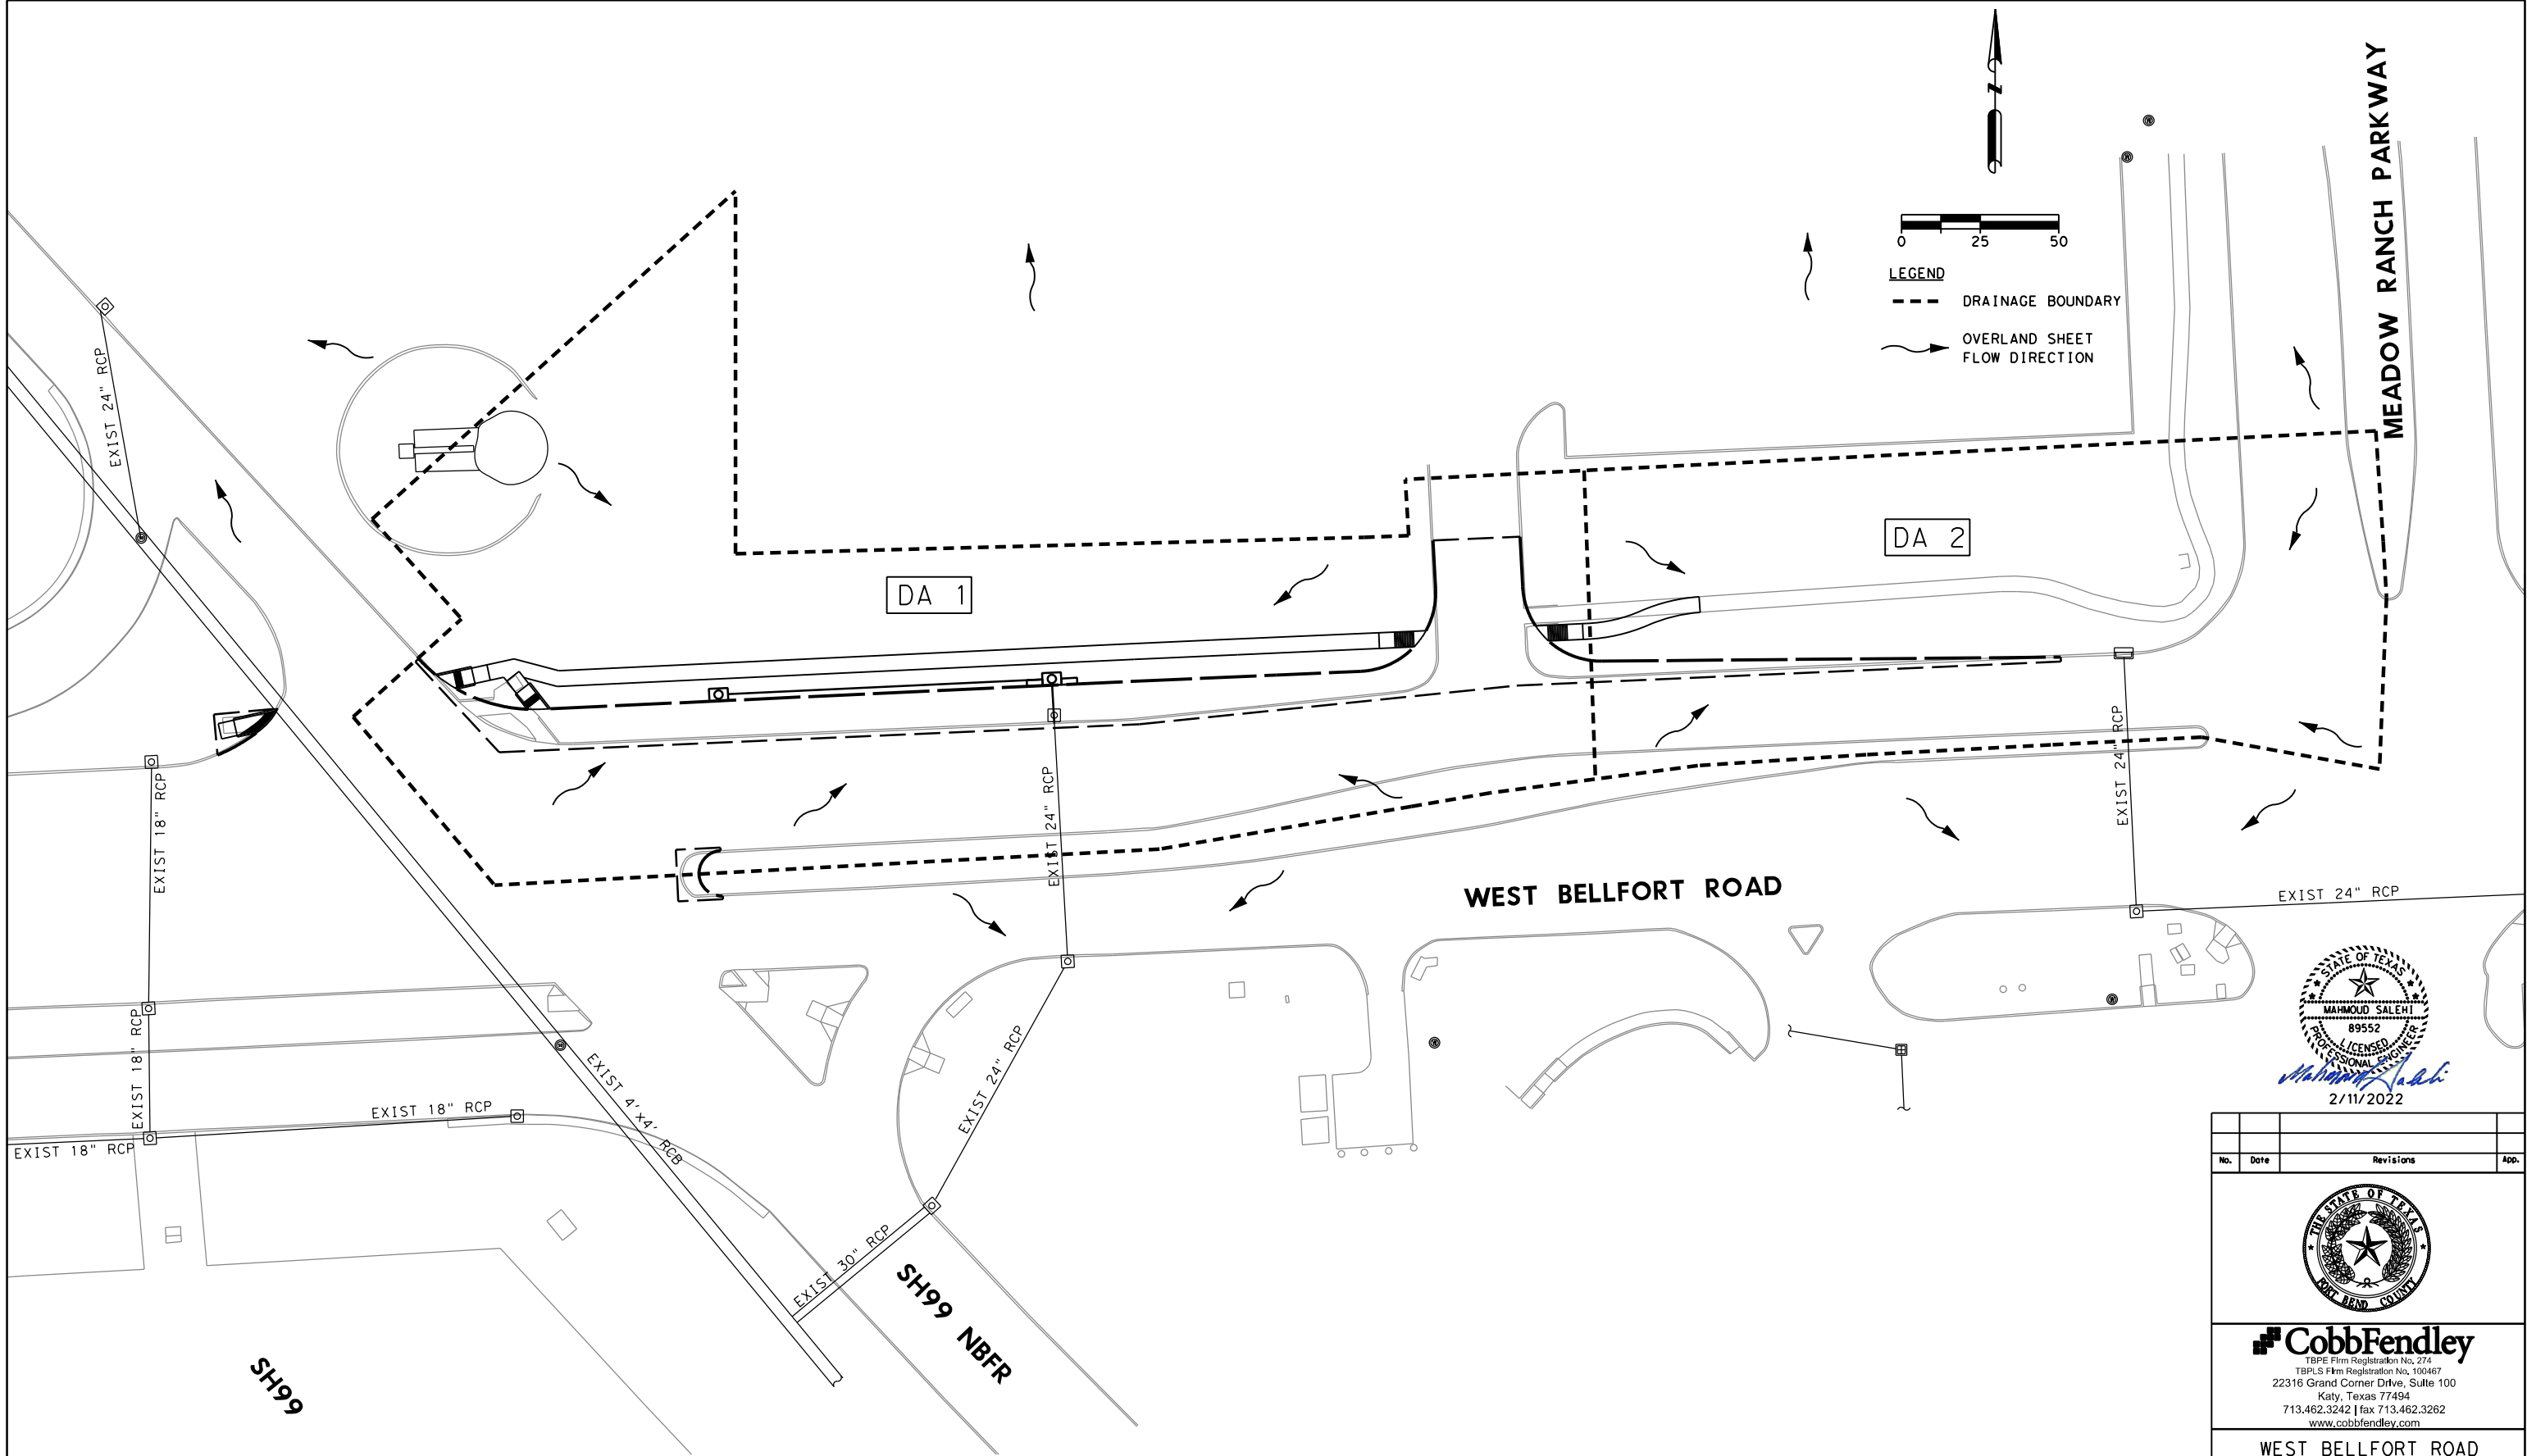 MEADOW RANCH PARKWAY
N
0 25 50
LEGEND
DRAINAGE BOUNDARY
OVERLAND SHEET
FLOW DIRECTION
EXIST 24" RCP
DA 1
DA 2
EXIST 18" RCP
EXIST 24" RCP
EXIST 24" RCP
WEST BELLFORT ROAD
EXIST 24" RCP
EXIST 18" RCP
EXIST 18" RCP
EXIST 18" RCP
EXIST 4'x4' RCB
EXIST 24" RCP
EXIST 30" RCP
SH99 NBFR
SH99
STATE OF TEXAS
MAHMOUD SALEHI
89552
LICENSED
PROFESSIONAL ENGINEER
Mahmoud Salehi
2/11/2022
No. Date Revisions App.
THE STATE OF TEXAS
FORT BEND COUNTY
CobbFendley
TBPE Firm Registration No. 274
TBPLS Firm Registration No. 100467
22316 Grand Corner Drive, Suite 100
Katy, Texas 77494
713.462.3242 | fax 713.462.3262
www.cobbfendley.com
WEST BELLFORT ROAD